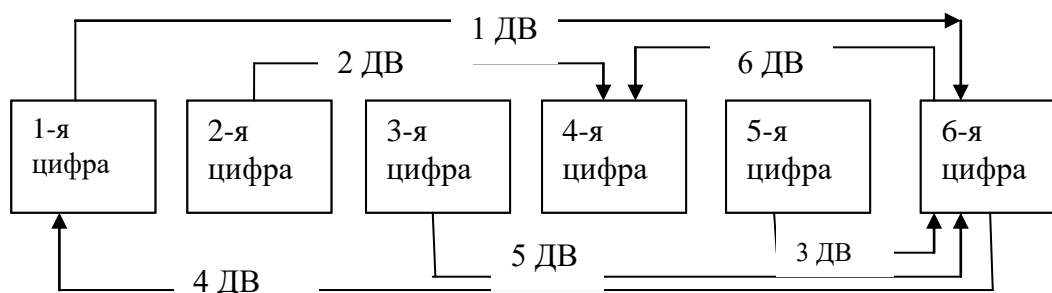 1 ДВ
2 ДВ
6 ДВ
1-я
цифра
2-я
цифра
3-я
цифра
4-я
цифра
5-я
цифра
6-я
цифра
5 ДВ
3 ДВ
4 ДВ